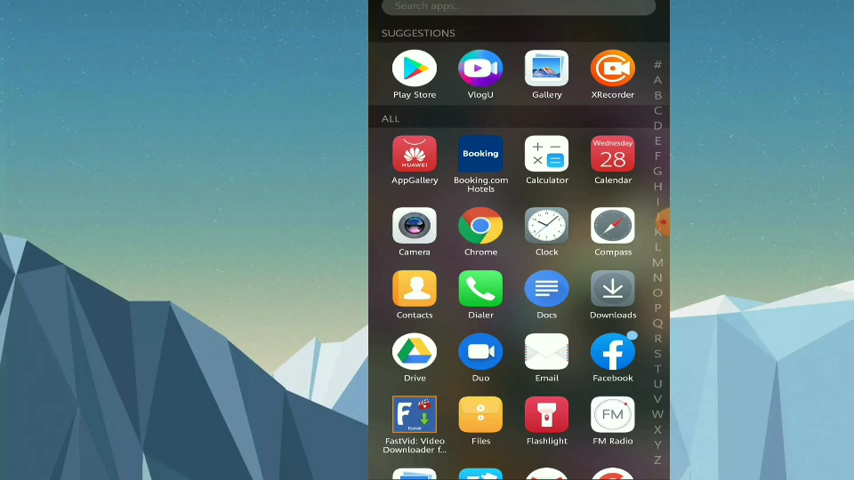 Search apps...
SUGGESTIONS
Play Store
VlogU
Gallery
XRecorder
ALL
HUAWEI
Booking
Wednesday
28
AppGallery
Booking.com
Hotels
Calculator
Calendar
Camera
Chrome
Clock
Compass
Contacts
Dialer
Docs
Downloads
Drive
Duo
Email
Facebook
F
FastVid
FM
FastVid: Video
Downloader f...
Files
Flashlight
FM Radio
#
A
B
C
D
E
F
G
H
I
K
L
M
N
O
P
Q
R
S
T
U
V
W
X
Y
Z